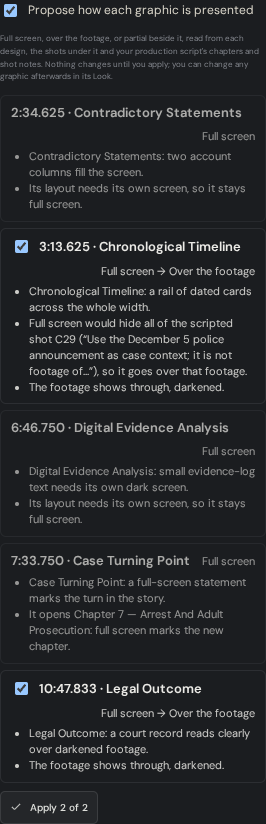 Propose how each graphic is presented
Full screen, over the footage, or partial beside it, read from each
design, the shots under it and your production script's chapters and
shot notes. Nothing changes until you apply; you can change any
graphic afterwards in its Look.
2:34.625 · Contradictory Statements
Full screen
• Contradictory Statements: two account
columns fill the screen.
• Its layout needs its own screen, so it stays
full screen.
3:13.625 · Chronological Timeline
Full screen → Over the footage
• Chronological Timeline: a rail of dated cards
across the whole width.
• Full screen would hide all of the scripted
shot C29 (“Use the December 5 police
announcement as case context; it is not
footage of…”), so it goes over that footage.
• The footage shows through, darkened.
6:46.750 · Digital Evidence Analysis
Full screen
• Digital Evidence Analysis: small evidence-log
text needs its own dark screen.
• Its layout needs its own screen, so it stays
full screen.
7:33.750 · Case Turning Point Full screen
• Case Turning Point: a full-screen statement
marks the turn in the story.
• It opens Chapter 7 — Arrest And Adult
Prosecution: full screen marks the new
chapter.
10:47.833 · Legal Outcome
Full screen → Over the footage
• Legal Outcome: a court record reads clearly
over darkened footage.
• The footage shows through, darkened.
Apply 2 of 2